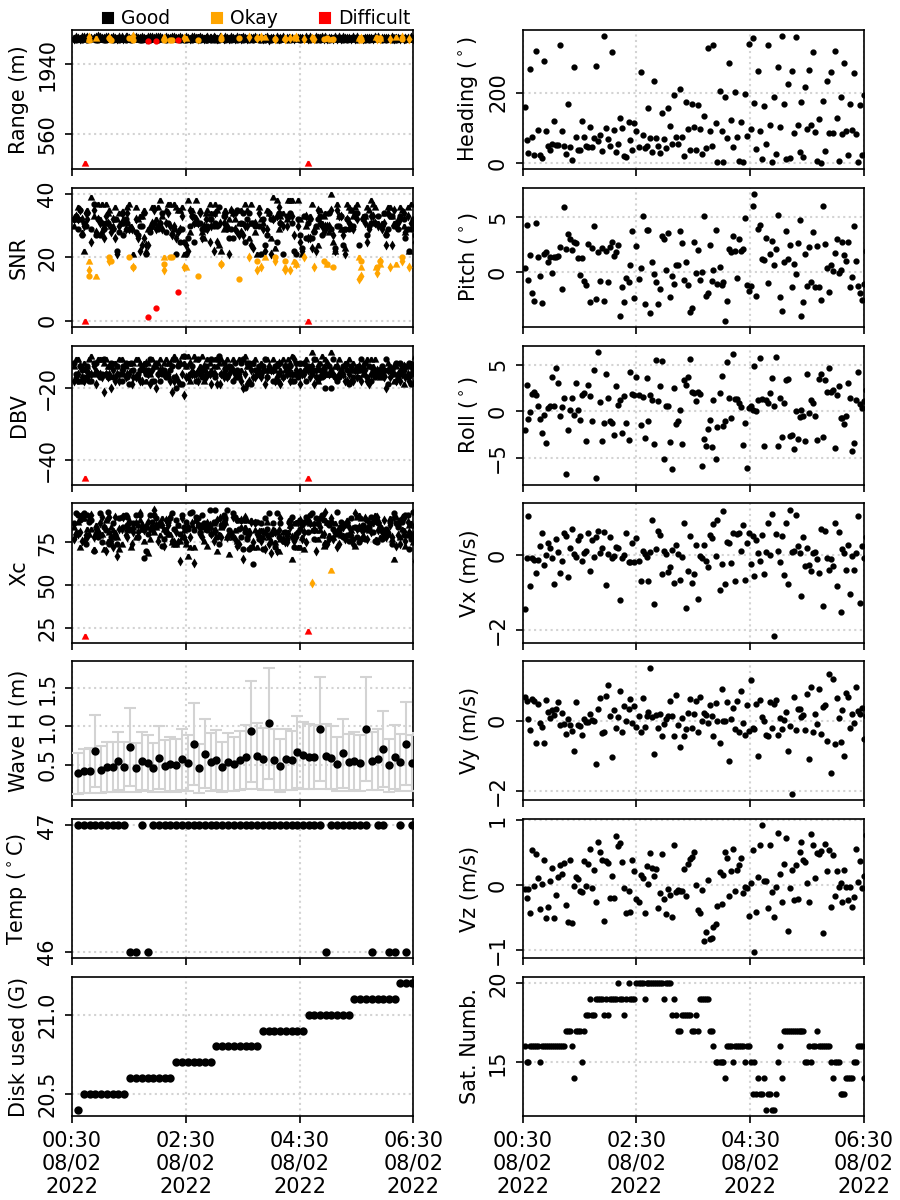 Good Okay Difficult
Range (m)
1940
560
Heading (°)
200
0
SNR
40
20
0
Pitch (°)
5
0
DBV
−20
−40
Roll (°)
5
0
−5
Xc
75
50
25
Vx (m/s)
0
−2
Wave H (m)
1.5
1.0
0.5
Vy (m/s)
0
−2
Temp (°C)
47
46
Vz (m/s)
1
0
−1
Disk used (G)
21.0
20.5
Sat. Numb.
20
15
00:30 02:30 04:30 06:30
08/02 08/02 08/02 08/02
2022 2022 2022 2022
00:30 02:30 04:30 06:30
08/02 08/02 08/02 08/02
2022 2022 2022 2022